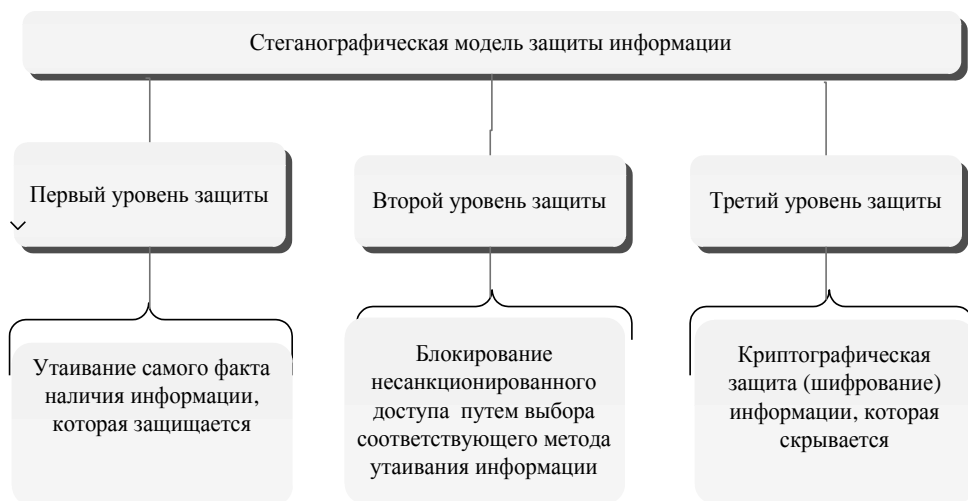 Стеганографическая модель защиты информации
Первый уровень защиты
Второй уровень защиты
Третий уровень защиты
Утаивание самого факта
наличия информации,
которая защищается
Блокирование
несанкционированного
доступа путем выбора
соответствующего метода
утаивания информации
Криптографическая
защита (шифрование)
информации, которая
скрывается